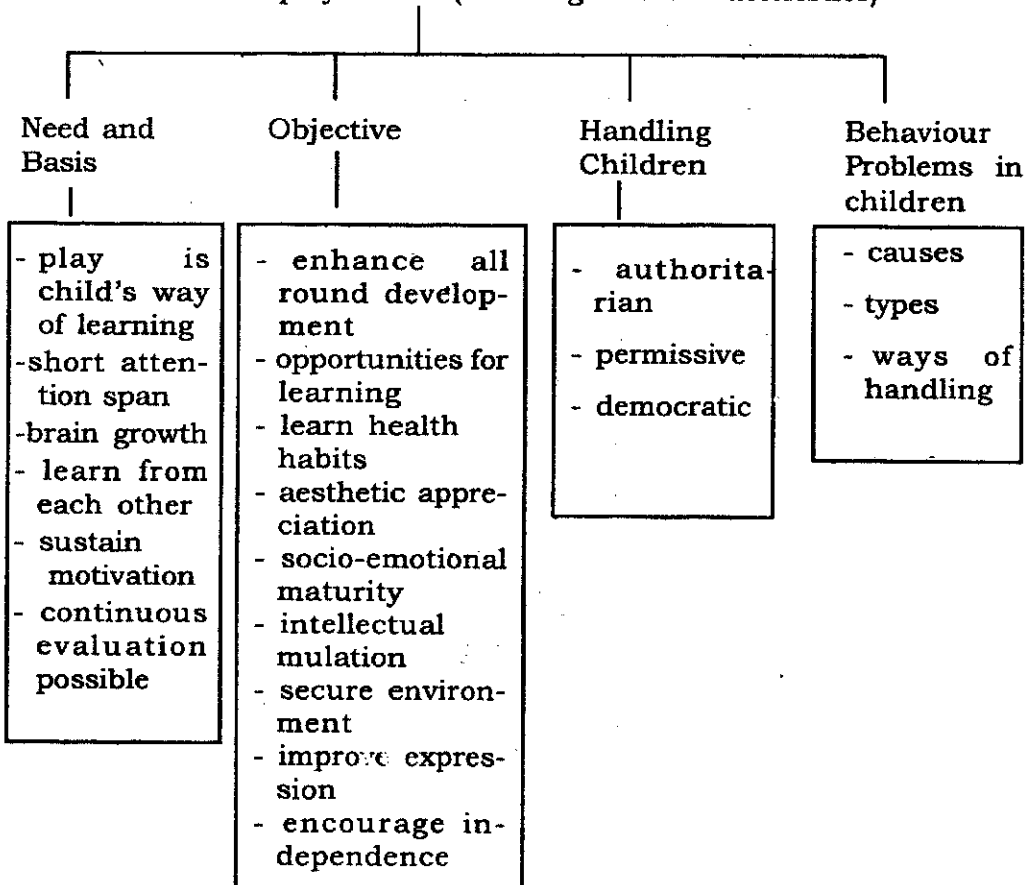 Need and
Basis
- play is
child's way
of learning
-short atten-
tion span
-brain growth
- learn from
each other
- sustain
motivation
- continuous
evaluation
possible
Objective
- enhance all
round develop-
ment
- opportunities for
learning
- learn health
habits
- aesthetic appre-
ciation
- socio-emotional
maturity
- intellectual
mulation
- secure environ-
ment
- improve expres-
sion
- encourage in-
dependence
Handling
Children
- authorita-
rian
- permissive
- democratic
Behaviour
Problems in
children
- causes
- types
- ways of
handling